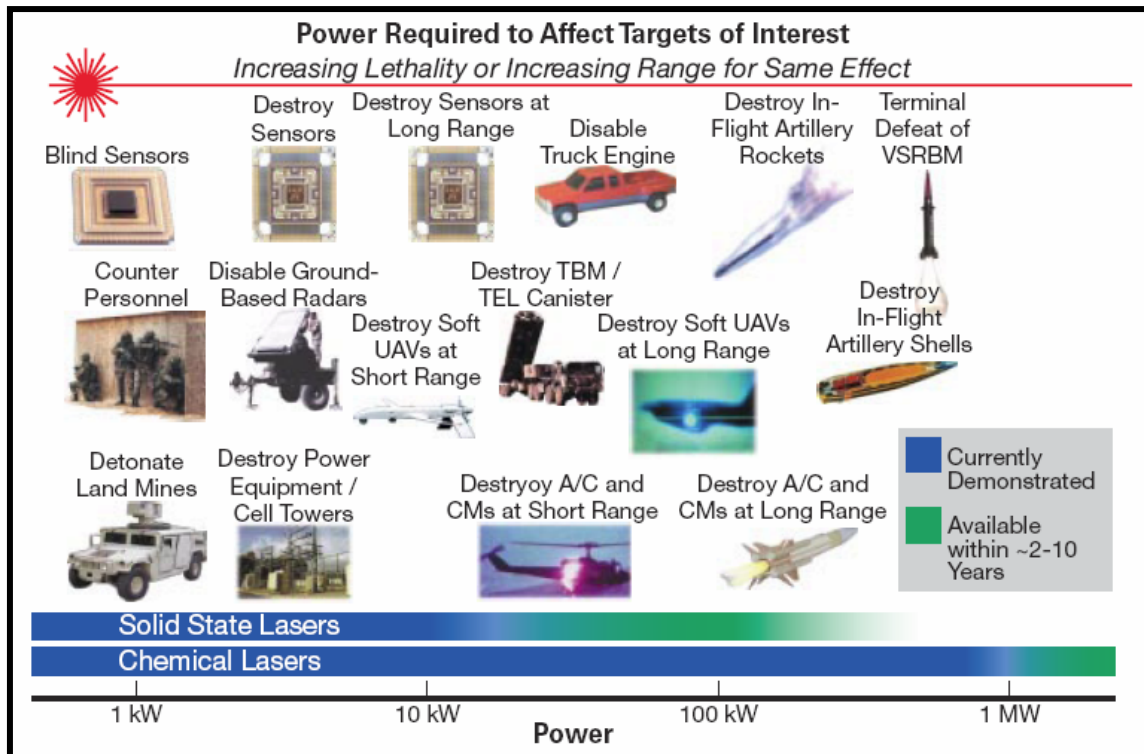 Power Required to Affect Targets of Interest
Increasing Lethality or Increasing Range for Same Effect
Blind Sensors
Destroy
Sensors
Destroy Sensors at
Long Range
Disable
Truck Engine
Destroy In-
Flight Artillery
Rockets
Terminal
Defeat of
VSRBM
Counter
Personnel
Disable Ground-
Based Radars
Destroy Soft
UAVs at
Short Range
Destroy TBM /
TEL Canister
Destroy Soft UAVs
at Long Range
Destroy
In-Flight
Artillery Shells
Detonate
Land Mines
Destroy Power
Equipment /
Cell Towers
Destryoy A/C and
CMs at Short Range
Destroy A/C and
CMs at Long Range
Currently
Demonstrated
Available
within ~2-10
Years
Solid State Lasers
Chemical Lasers
1 kW
10 kW
100 kW
1 MW
Power